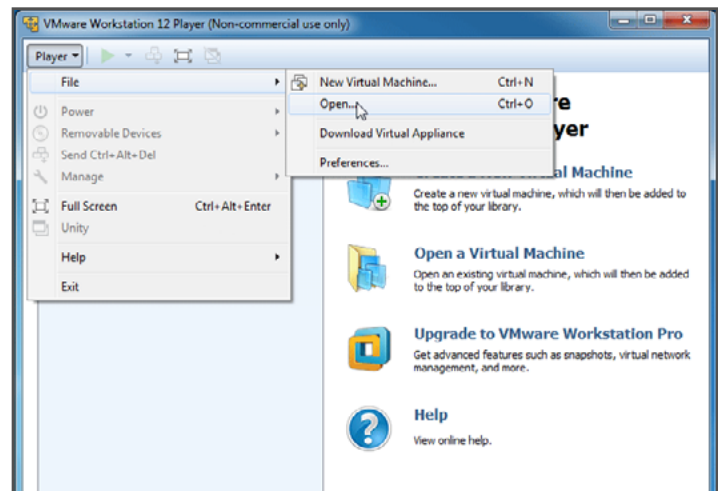 VMware Workstation 12 Player (Non-commercial use only)
Player
File
New Virtual Machine... Ctrl+N
Open... Ctrl+O
Download Virtual Appliance
Preferences...
Power
Removable Devices
Send Ctrl+Alt+Del
Manage
Full Screen Ctrl+Alt+Enter
Unity
Help
Exit
Create a new virtual machine, which will then be added to
the top of your library.
Open a Virtual Machine
Open an existing virtual machine, which will then be added
to the top of your library.
Upgrade to VMware Workstation Pro
Get advanced features such as snapshots, virtual network
management, and more.
Help
View online help.